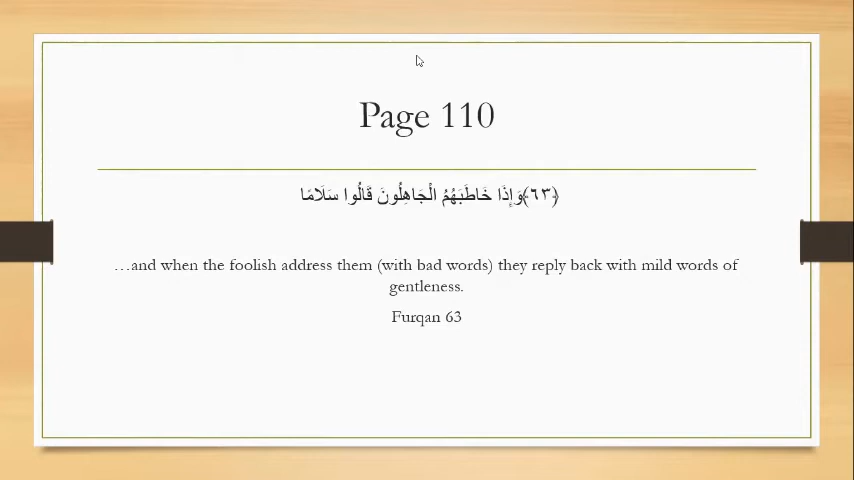 Page 110
﴿٦٣﴾وَإِذَا خَاطَبَهُمُ الْجَاهِلُونَ قَالُوا سَلَامًا
…and when the foolish address them (with bad words) they reply back with mild words of
gentleness.
Furqan 63